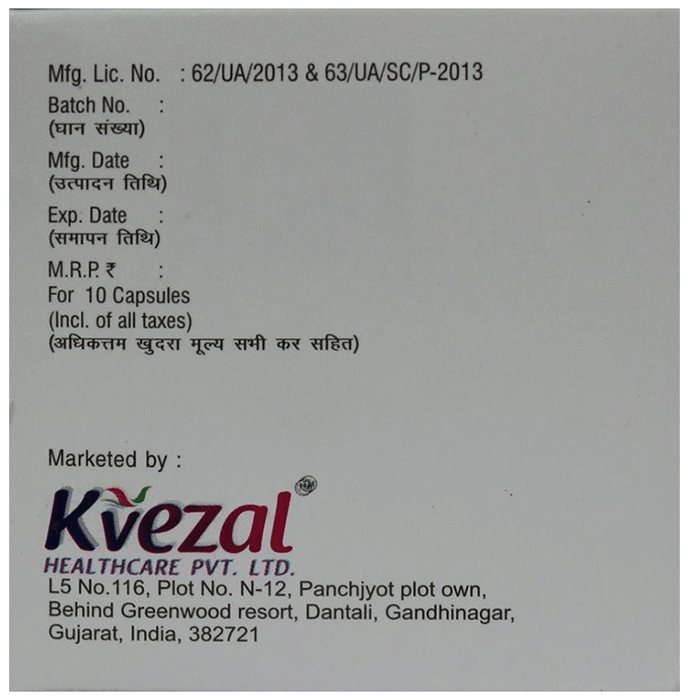 Mfg. Lic. No. : 62/UA/2013 & 63/UA/SC/P-2013
Batch No. :
(घान संख्या)
Mfg. Date :
(उत्पादन तिथि)
Exp. Date :
(समापन तिथि)
M.R.P. ₹ :
For 10 Capsules
(Incl. of all taxes)
(अधिकत्तम खुदरा मूल्य सभी कर सहित)
Marketed by :
Kvezal
HEALTHCARE PVT. LTD.
L5 No.116, Plot No. N-12, Panchjyot plot own,
Behind Greenwood resort, Dantali, Gandhinagar,
Gujarat, India, 382721